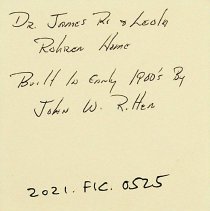 Dr. James R. & Leola
Rohrer Home
Built In Early 1900's By
John W. Ritter
2021. FIC. 0525